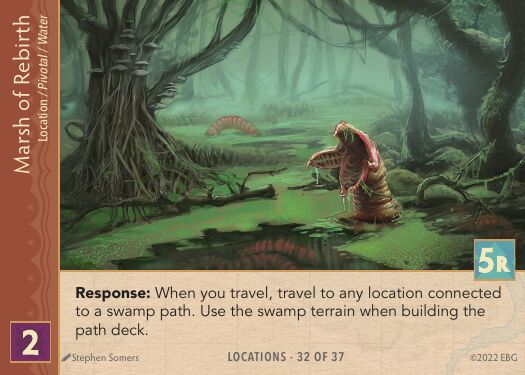 Marsh of Rebirth
Location / Pivotal / Water
5R
Response: When you travel, travel to any location connected
to a swamp path. Use the swamp terrain when building the
path deck.
2
Stephen Somers
LOCATIONS - 32 OF 37
©2022 EBG